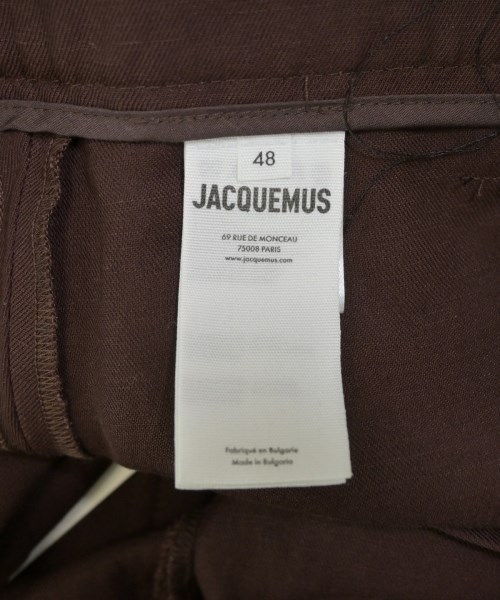 48
JACQUEMUS
69 RUE DE MONCEAU
75008 PARIS
www.jacquemus.com
Fabriqué en Bulgarie
Made in Bulgaria